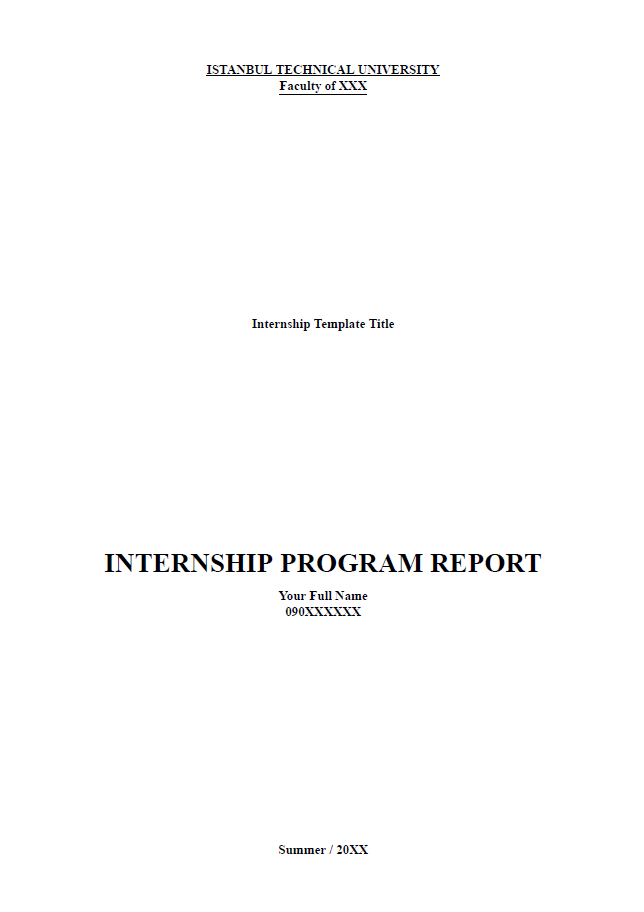 ISTANBUL TECHNICAL UNIVERSITY
Faculty of XXX
Internship Template Title
INTERNSHIP PROGRAM REPORT
Your Full Name
090XXXXXX
Summer / 20XX